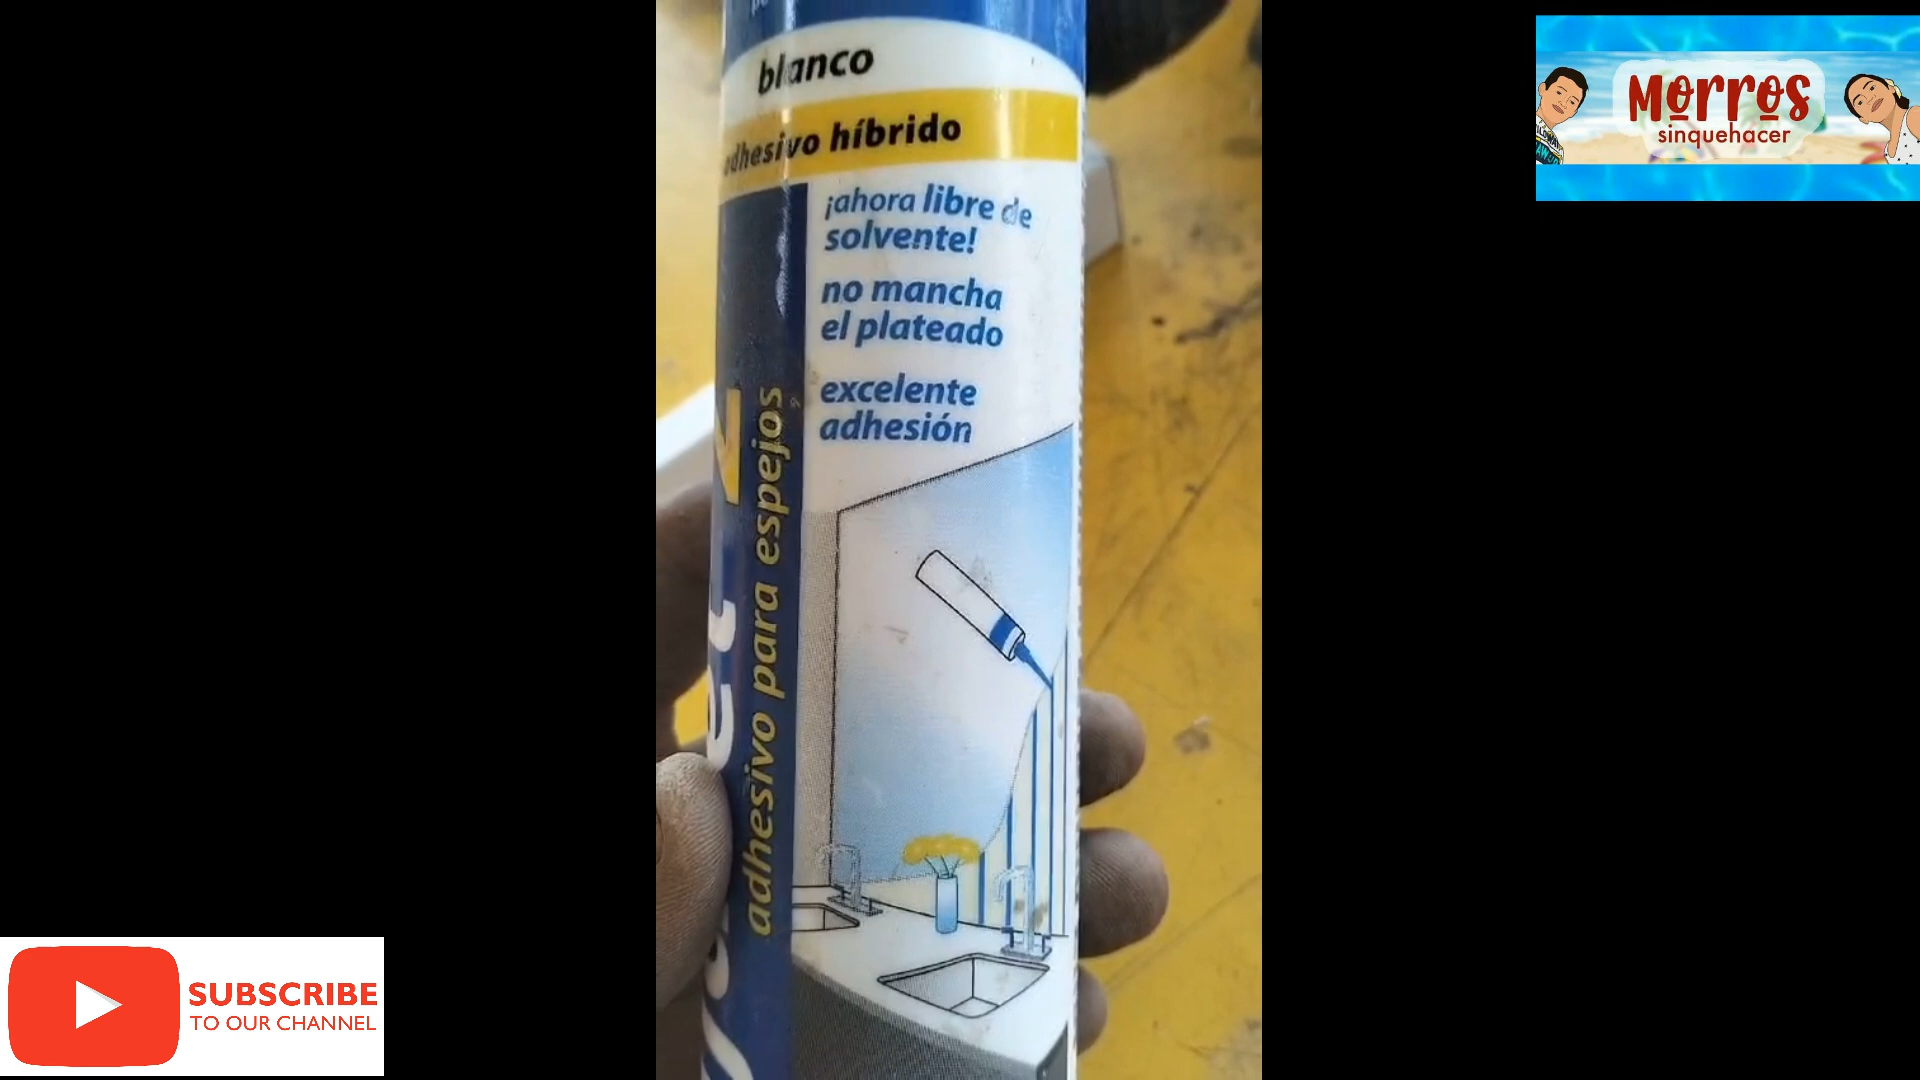 blanco
adhesivo híbrido
¡ahora libre de
solvente!
no mancha
el plateado
excelente
adhesión
adhesivo para espejos
Morros
sinquehacer
SUBSCRIBE
TO OUR CHANNEL